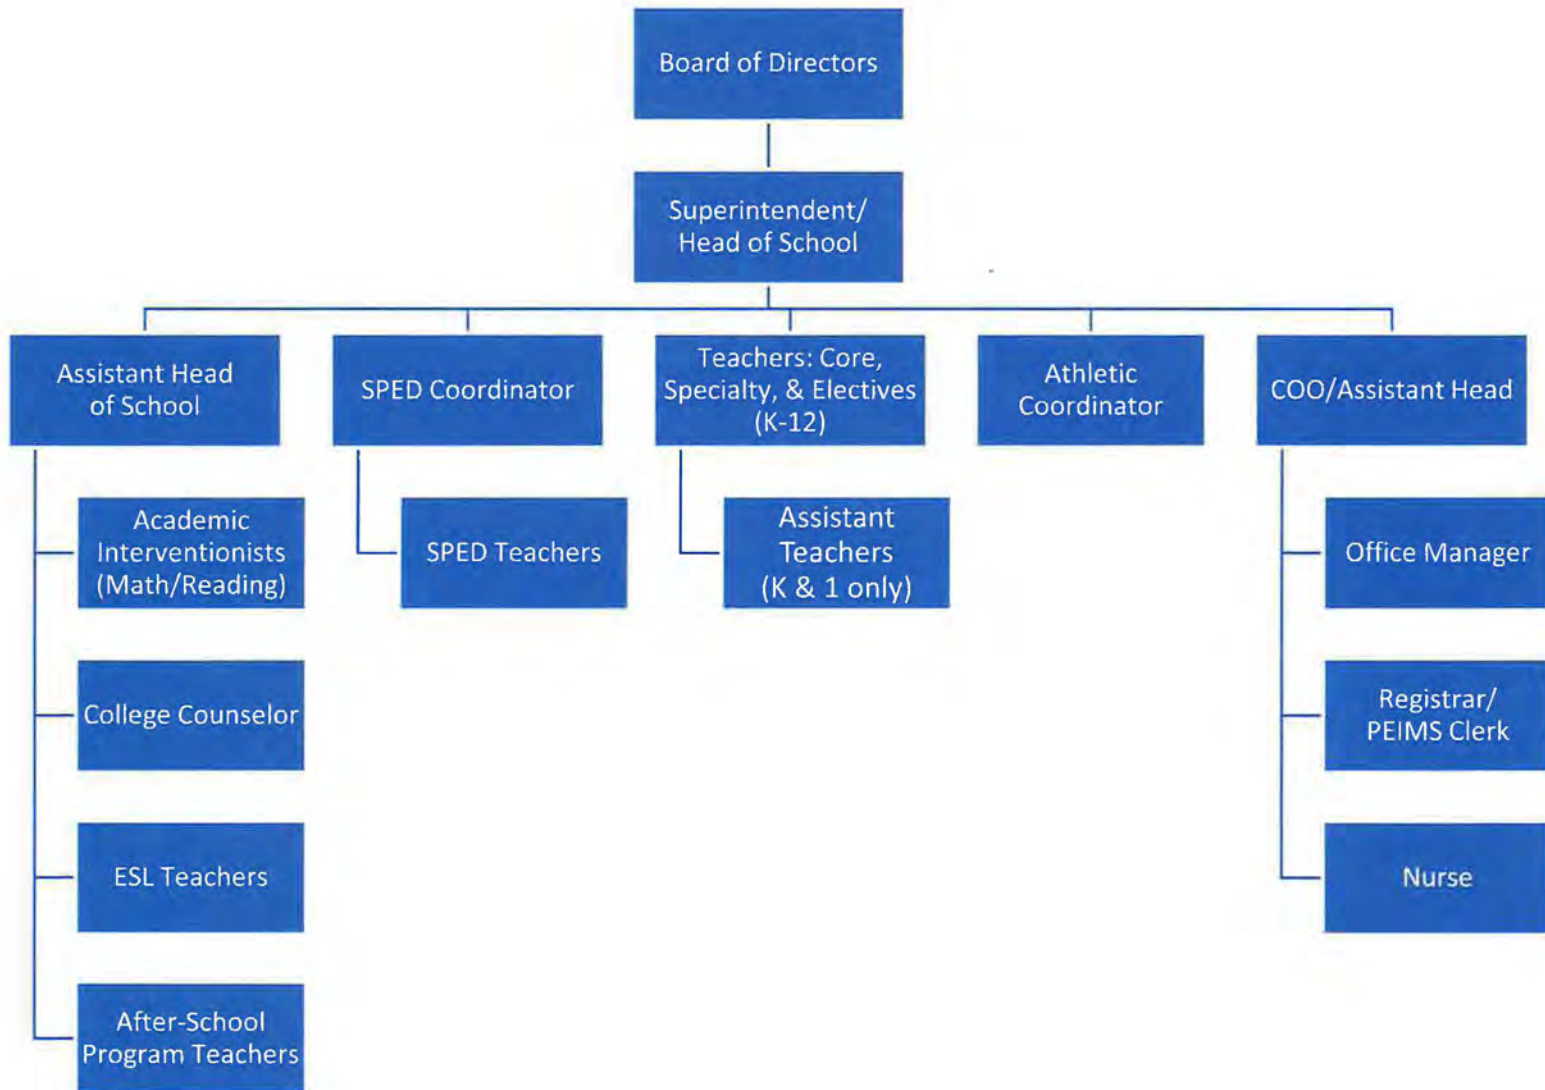 Board of Directors
Superintendent/
Head of School
Assistant Head
of School
SPED Coordinator
Teachers: Core,
Specialty, & Electives
(K-12)
Athletic
Coordinator
COO/Assistant Head
Academic
Interventionists
(Math/Reading)
SPED Teachers
Assistant
Teachers
(K & 1 only)
Office Manager
College Counselor
Registrar/
PEIMS Clerk
ESL Teachers
Nurse
After-School
Program Teachers